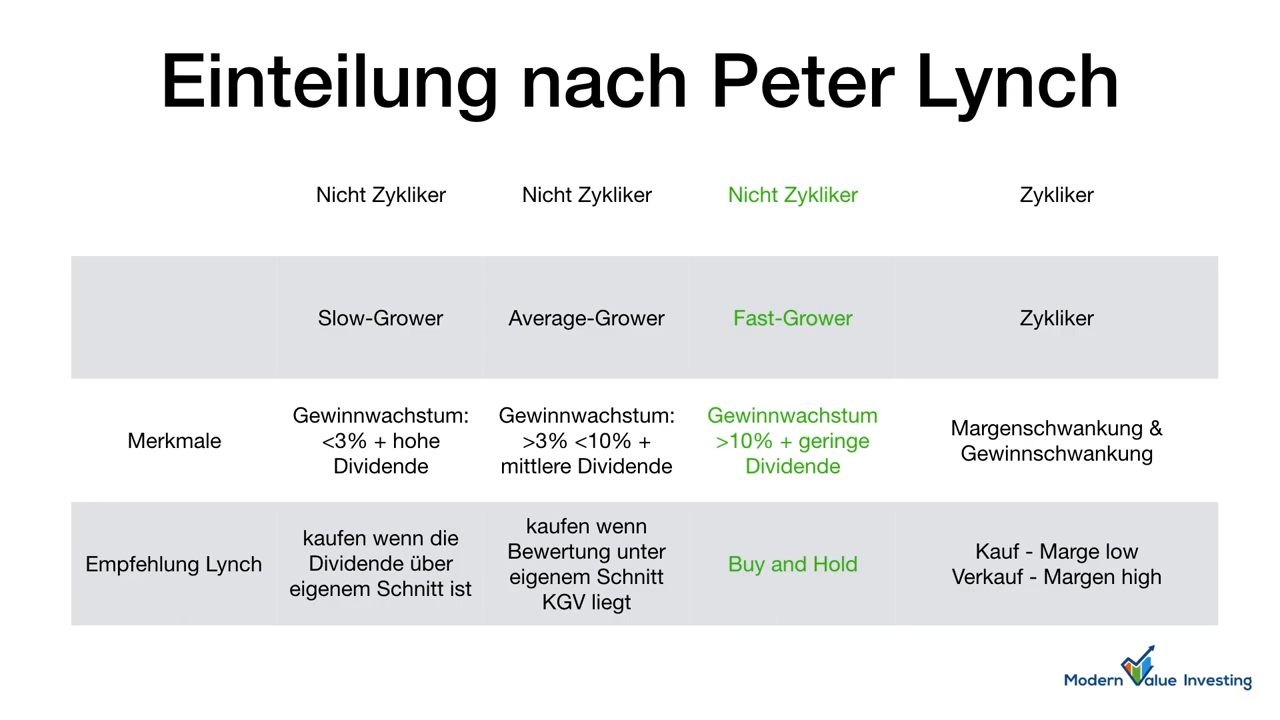 Einteilung nach Peter Lynch
Nicht Zykliker Nicht Zykliker Nicht Zykliker Zykliker
Slow-Grower Average-Grower Fast-Grower Zykliker
Merkmale
Gewinnwachstum:
<3% + hohe
Dividende
Gewinnwachstum:
>3% <10% +
mittlere Dividende
Gewinnwachstum
>10% + geringe
Dividende
Margenschwankung &
Gewinnschwankung
Empfehlung Lynch
kaufen wenn die
Dividende über
eigenem Schnitt ist
kaufen wenn
Bewertung unter
eigenem Schnitt
KGV liegt
Buy and Hold
Kauf - Marge low
Verkauf - Margen high
Modern Value Investing